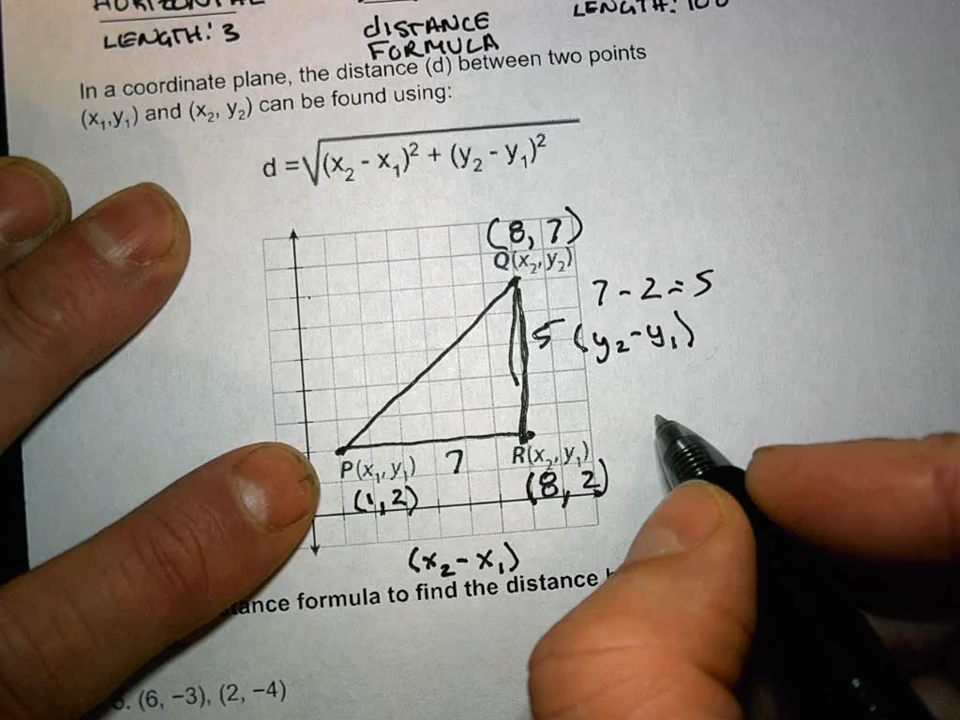 HORIZONTAL
LENGTH: 3
DISTANCE
FORMULA
LENGTH: 100
In a coordinate plane, the distance (d) between two points
(x₁,y₁) and (x₂, y₂) can be found using:
d = √(x₂ - x₁)² + (y₂ - y₁)²
(8, 7)
Q(x₂, y₂)
7 - 2 = 5
5 (y₂ - y₁)
P(x₁, y₁) 7 R(x₂, y₁)
(1, 2) (8, 2)
(x₂ - x₁)
formula to find the distance
(6, −3), (2, −4)